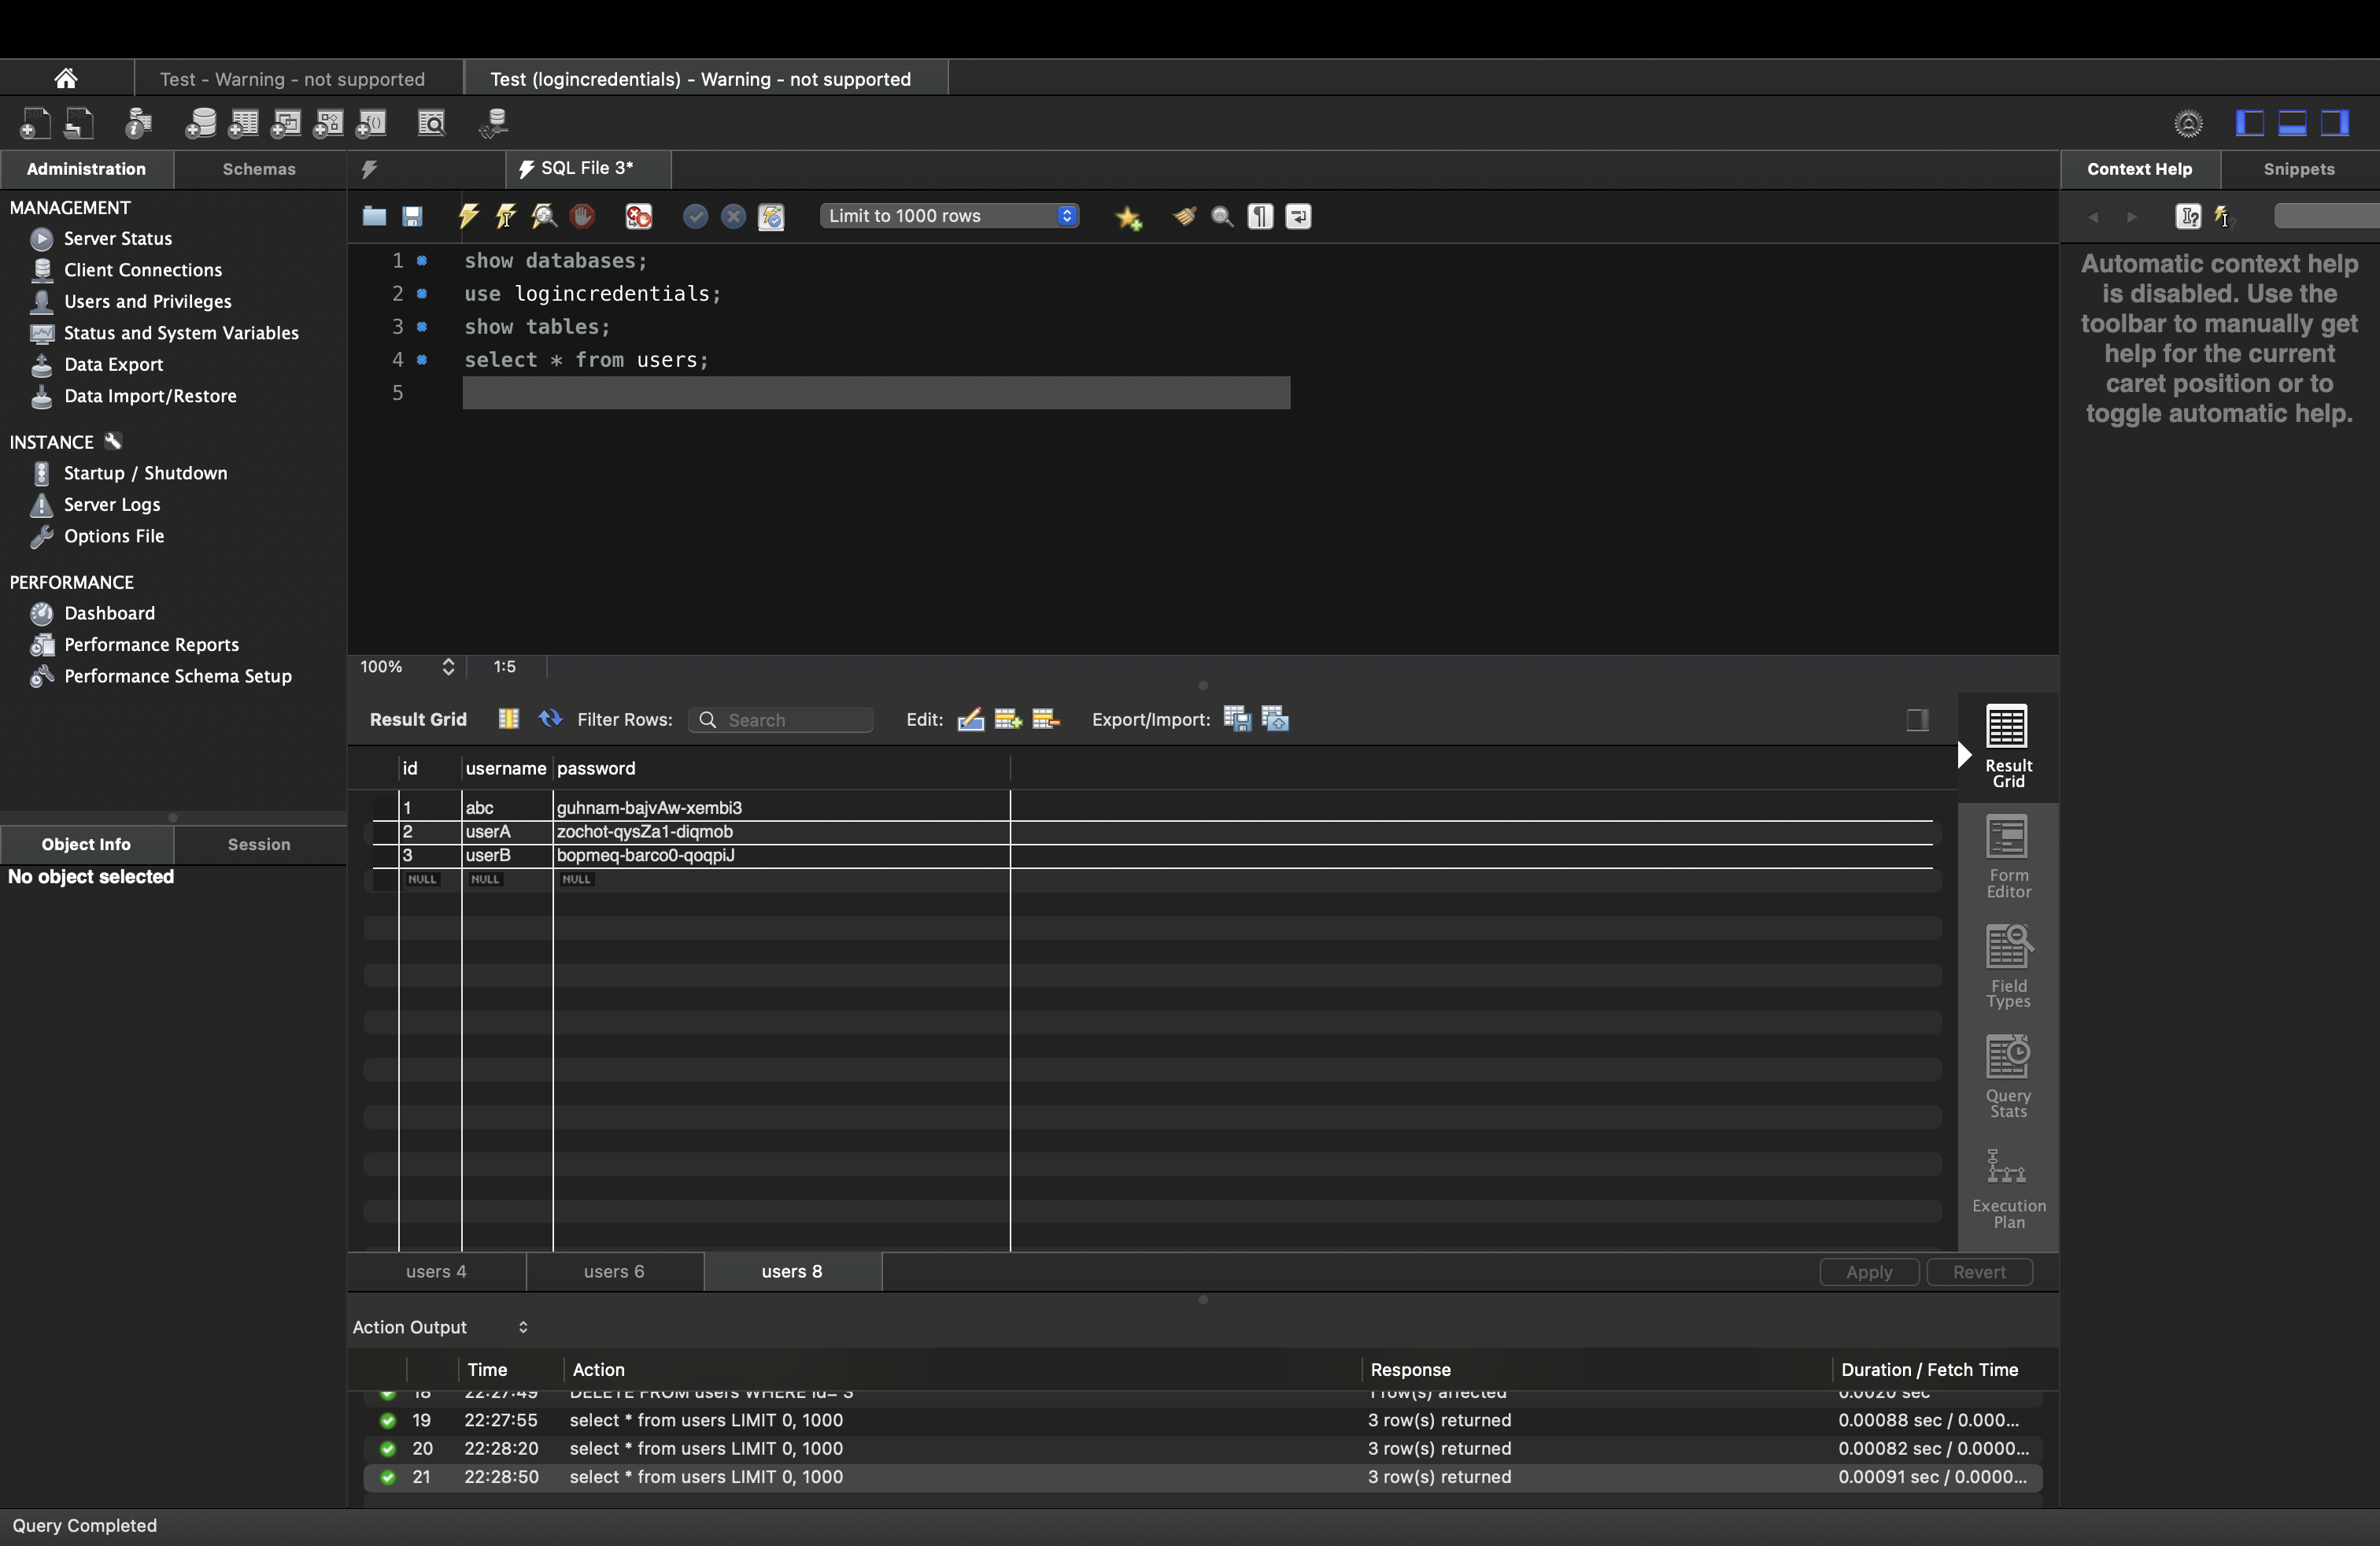 Test - Warning - not supported
Test (logincredentials) - Warning - not supported
Administration
Schemas
SQL File 3*
Context Help
Snippets
MANAGEMENT
Server Status
Client Connections
Users and Privileges
Status and System Variables
Data Export
Data Import/Restore
INSTANCE
Startup / Shutdown
Server Logs
Options File
PERFORMANCE
Dashboard
Performance Reports
Performance Schema Setup
Object Info
Session
No object selected
Limit to 1000 rows
1 show databases;
2 use logincredentials;
3 show tables;
4 select * from users;
5
100%
1:5
Automatic context help
is disabled. Use the
toolbar to manually get
help for the current
caret position or to
toggle automatic help.
Result Grid
Filter Rows:
Search
Edit:
Export/Import:
id username password
1 abc guhnam-bajvAw-xembi3
2 userA zochot-qysZa1-diqmob
3 userB bopmeq-barco0-qoqpiJ
NULL NULL NULL
Result
Grid
Form
Editor
Field
Types
Query
Stats
Execution
Plan
users 4
users 6
users 8
Apply
Revert
Action Output
Time Action Response Duration / Fetch Time
18 22:27:49 DELETE FROM users WHERE id= 3 1 row(s) affected 0.0020 sec
19 22:27:55 select * from users LIMIT 0, 1000 3 row(s) returned 0.00088 sec / 0.000...
20 22:28:20 select * from users LIMIT 0, 1000 3 row(s) returned 0.00082 sec / 0.0000...
21 22:28:50 select * from users LIMIT 0, 1000 3 row(s) returned 0.00091 sec / 0.0000...
Query Completed